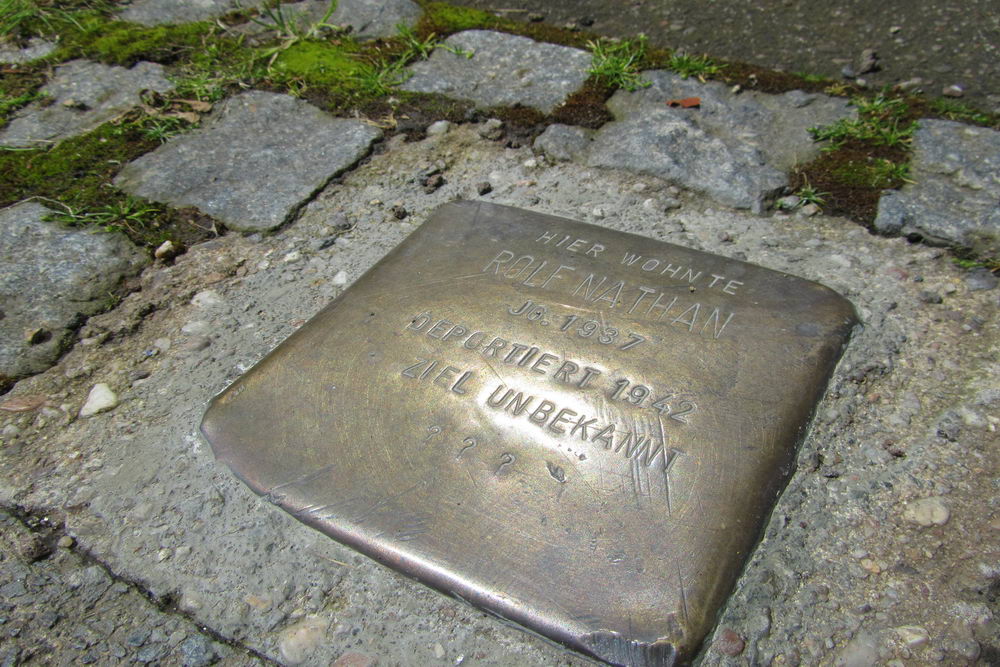 HIER WOHNTE
ROLF NATHAN
JG. 1937
DEPORTIERT 1942
ZIEL UNBEKANNT
? ? ?